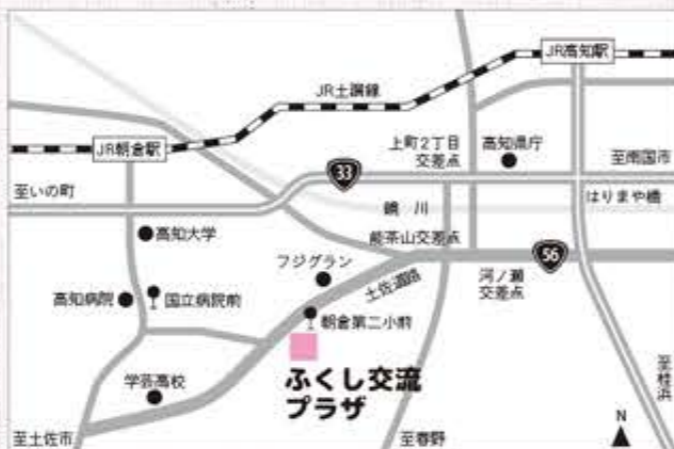 JR高知駅
JR土讃線
JR朝倉駅
上町2丁目
交差点
高知県庁
至南国市
33
至いの町
はりまや橋
鏡 川
高知大学
能茶山交差点
フジグラン
56
土佐道路
河ノ瀬
交差点
高知病院
国立病院前
朝倉第二小前
ふくし交流
プラザ
学芸高校
至桂浜
N
至土佐市
至春野